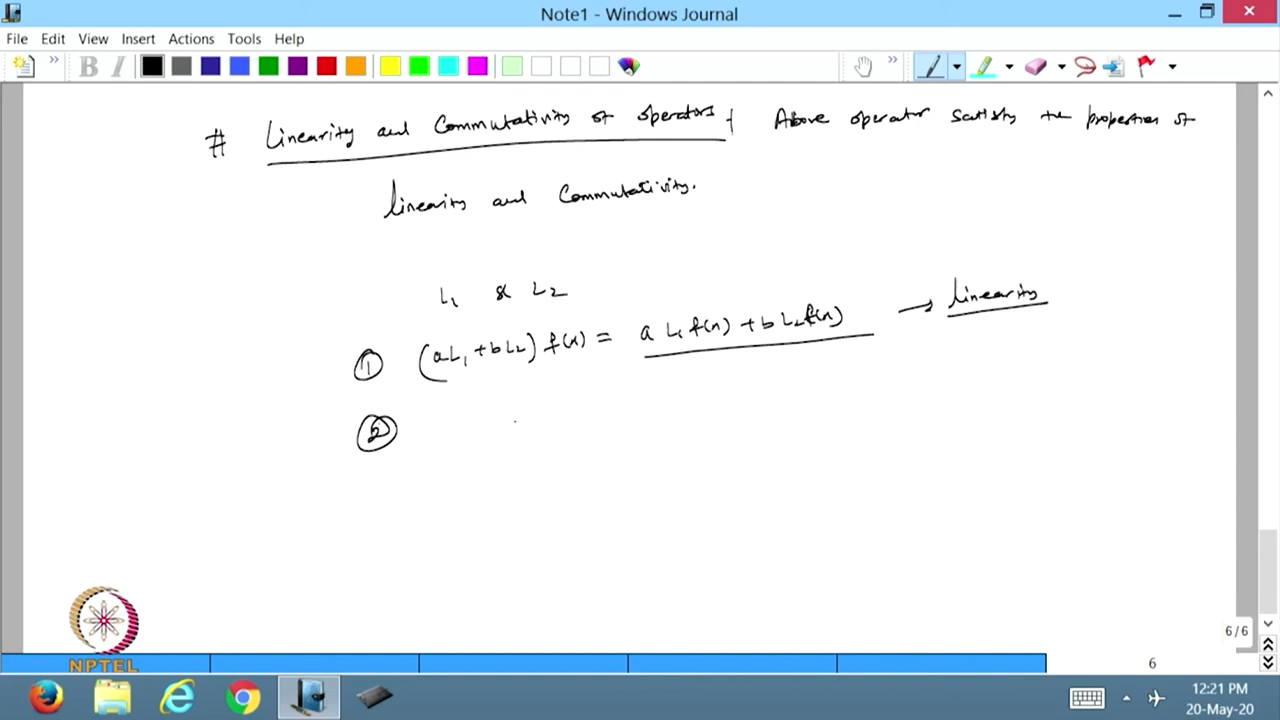 Note1 - Windows Journal
File Edit View Insert Actions Tools Help
B I
# Linearity and Commutativity of operators : Above operator satisfy the properties of
linearity and Commutativity.
L₁ & L₂
① (aL₁ + bL₂) f(x) = a L₁ f(x) + b L₂ f(x) → linearity
②
6 / 6
NPTEL
6
12:21 PM
20-May-20